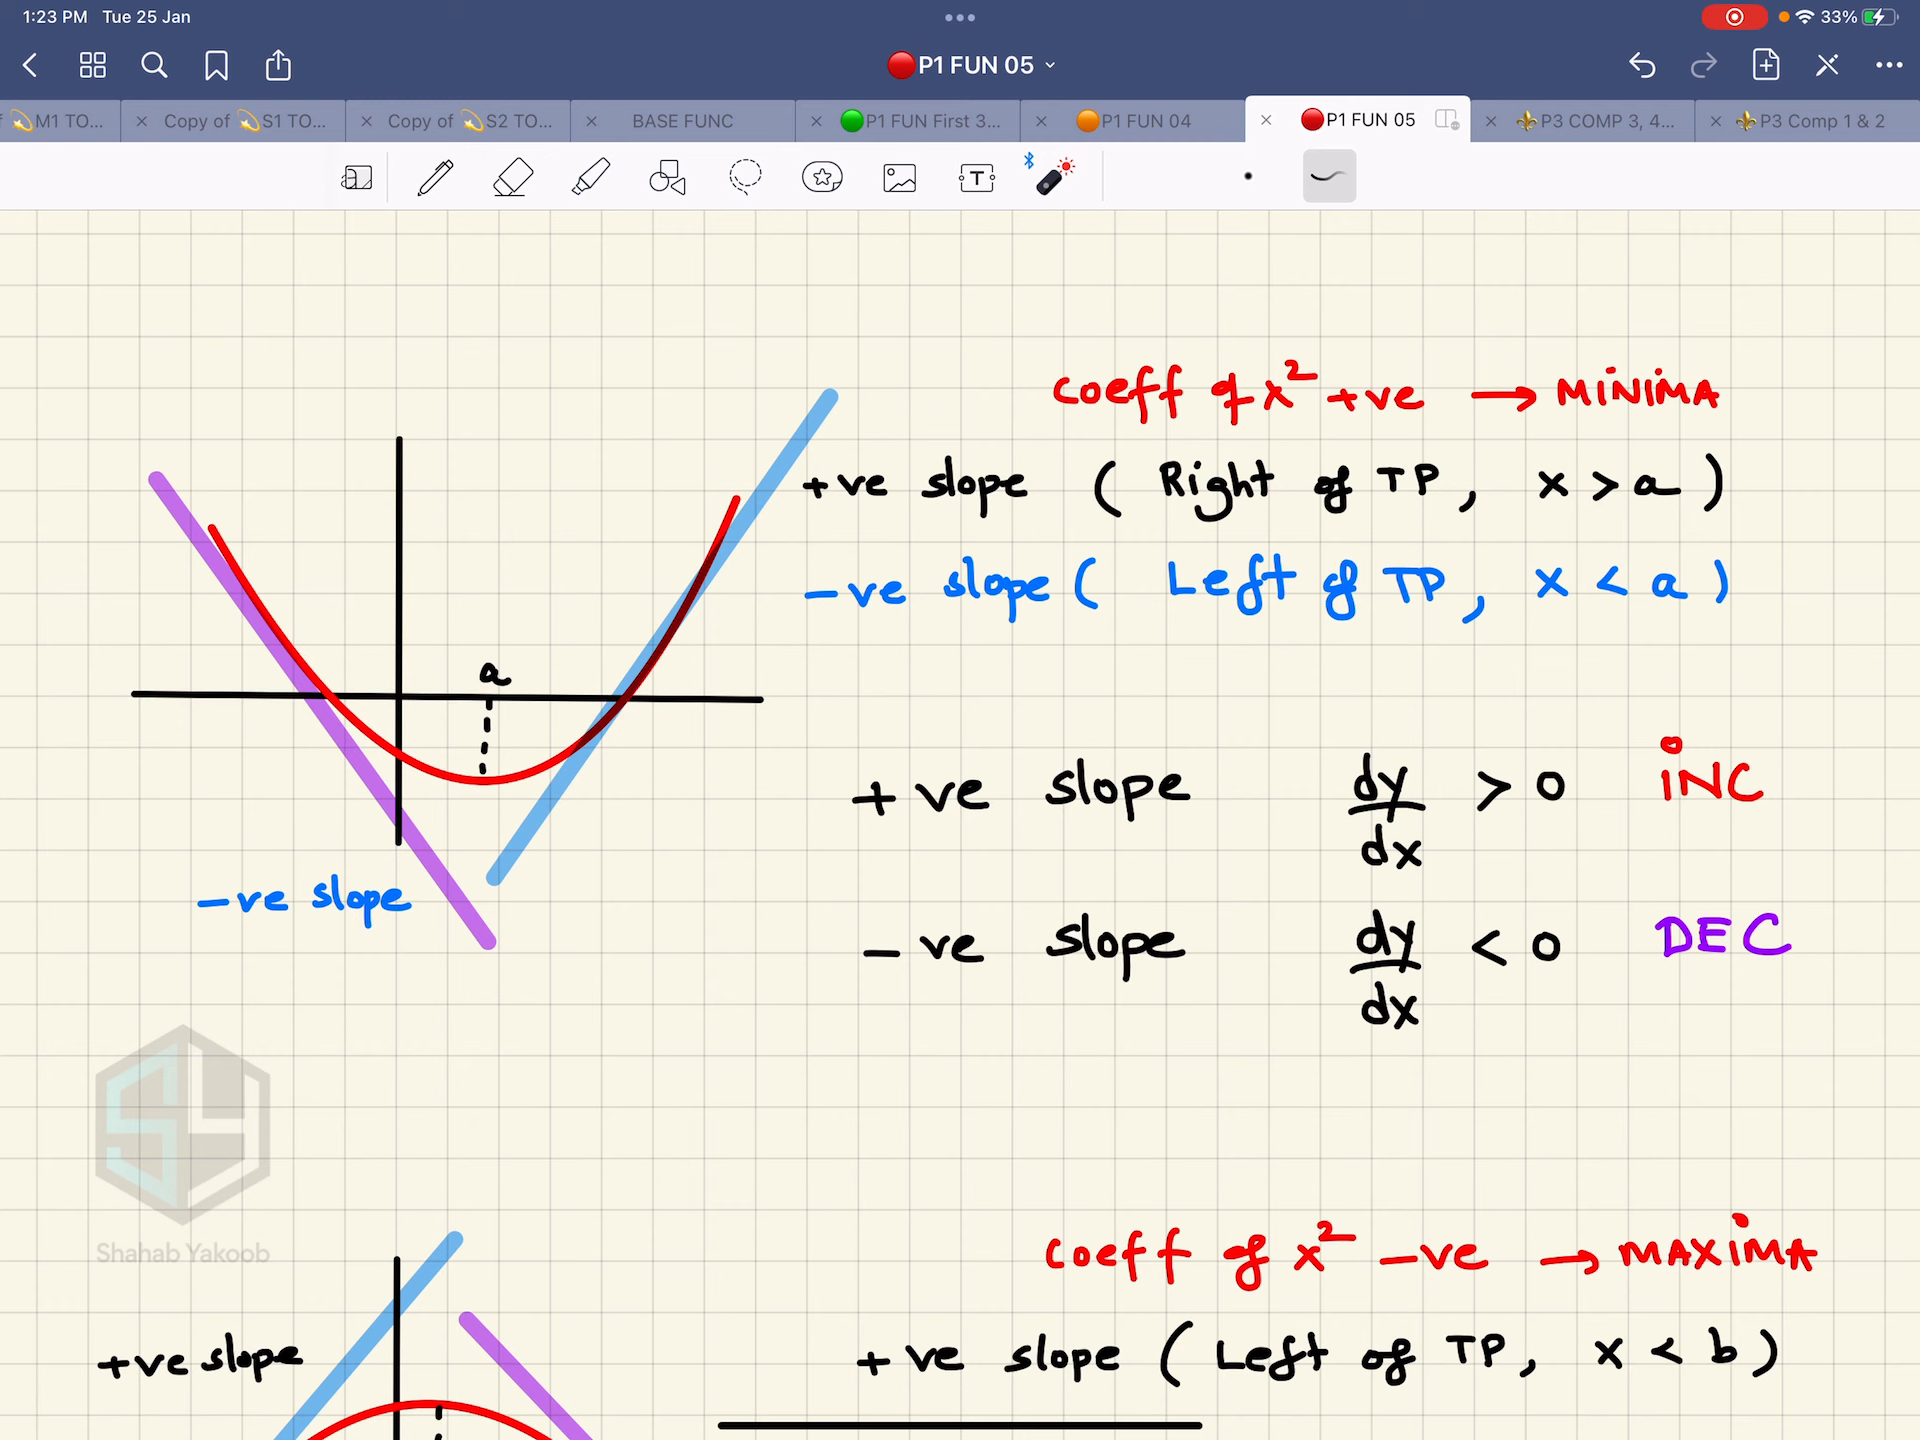 1:23 PM Tue 25 Jan
33%
P1 FUN 05
M1 TO...
Copy of S1 TO...
Copy of S2 TO...
BASE FUNC
P1 FUN First 3...
P1 FUN 04
P1 FUN 05
P3 COMP 3, 4...
P3 Comp 1 & 2
coeff of x² +ve → MINIMA
+ve slope ( Right of TP, x > a )
-ve slope ( Left of TP, x < a )
a
+ve slope dy/dx > 0 INC
-ve slope
-ve slope dy/dx < 0 DEC
Shahab Yakoob
coeff of x² -ve → MAXIMA
+ve slope
+ve slope ( Left of TP, x < b )